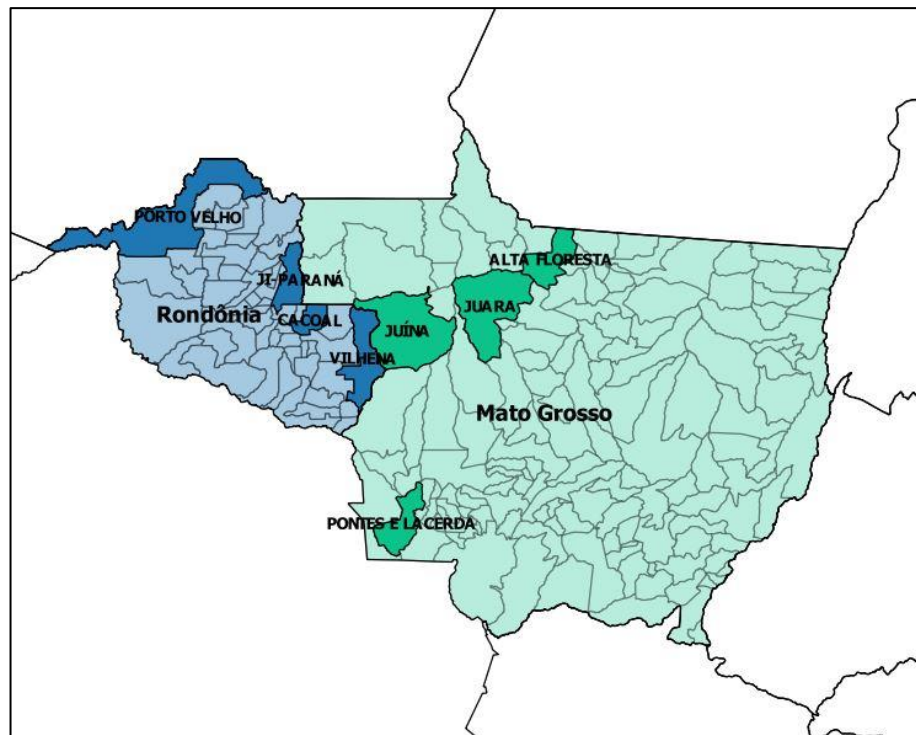 PORTO VELHO
ALTA FLORESTA
JI-PARANÁ
JUARA
Rondônia
CACOAL
JUÍNA
VILHENA
Mato Grosso
PONTES E LACERDA